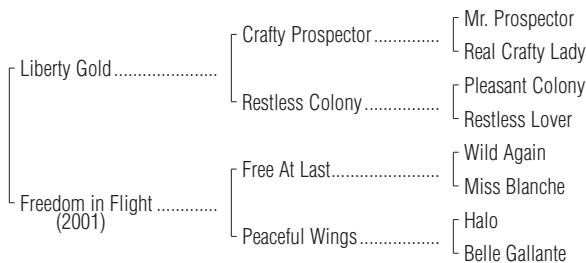 Mr. Prospector
Crafty Prospector...............
Real Crafty Lady
Liberty Gold.......................
Pleasant Colony
Restless Colony.................
Restless Lover
Wild Again
Free At Last.........................
Miss Blanche
Freedom in Flight..............
(2001)
Halo
Peaceful Wings..................
Belle Gallante